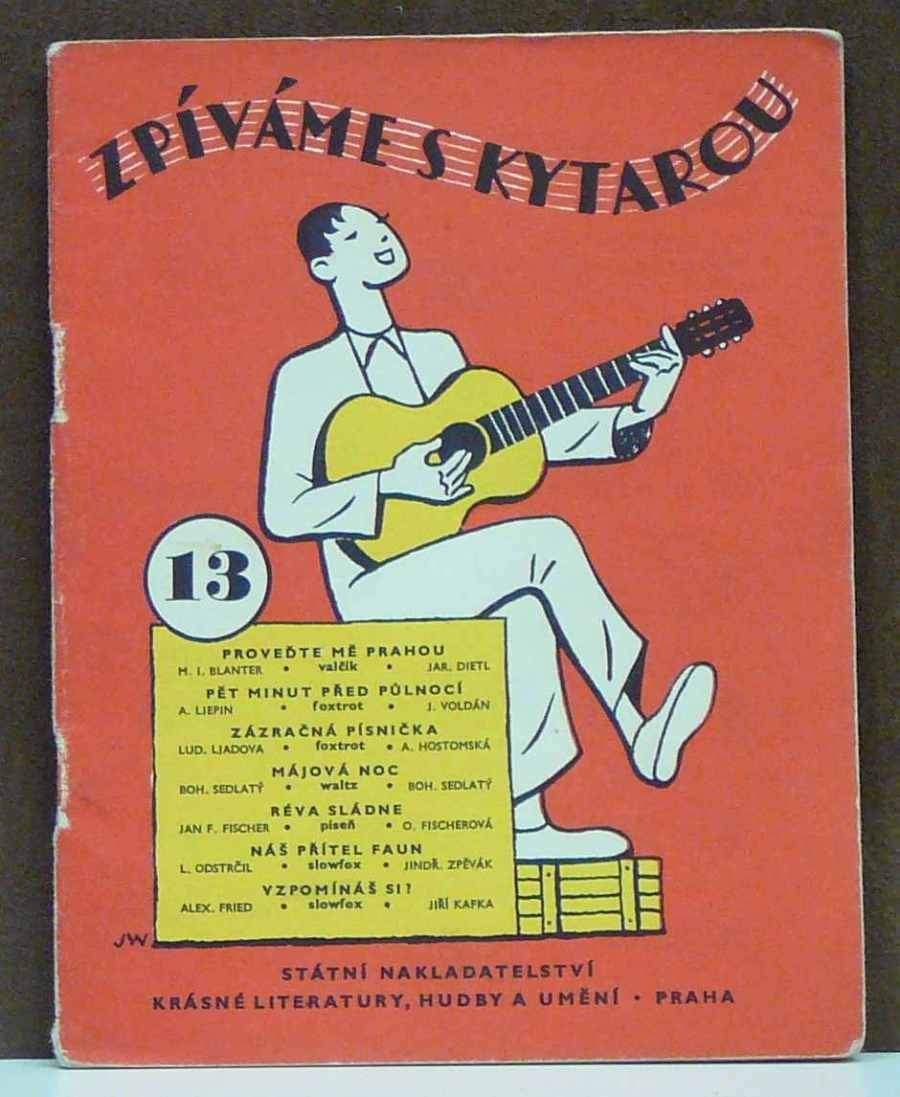 ZPÍVÁME S KYTAROU
13
PROVEĎTE MĚ PRAHOU
M. I. BLANTER • valčík • JAR. DIETL
PĚT MINUT PŘED PŮLNOCÍ
A. LJEPIN • foxtrot • J. VOLDÁN
ZÁZRAČNÁ PÍSNIČKA
LUD. LJADOVA • foxtrot • A. HOSTOMSKÁ
MÁJOVÁ NOC
BOH. SEDLATÝ • waltz • BOH. SEDLATÝ
RÉVA SLÁDNE
JAN F. FISCHER • píseň • O. FISCHEROVÁ
NÁŠ PŘÍTEL FAUN
L. ODSTRČIL • slowfox • JINDŘ. ZPĚVÁK
VZPOMÍNÁŠ SI?
ALEX. FRIED • slowfox • JIŘÍ KAFKA
JW
STÁTNÍ NAKLADATELSTVÍ
KRÁSNÉ LITERATURY, HUDBY A UMĚNÍ • PRAHA